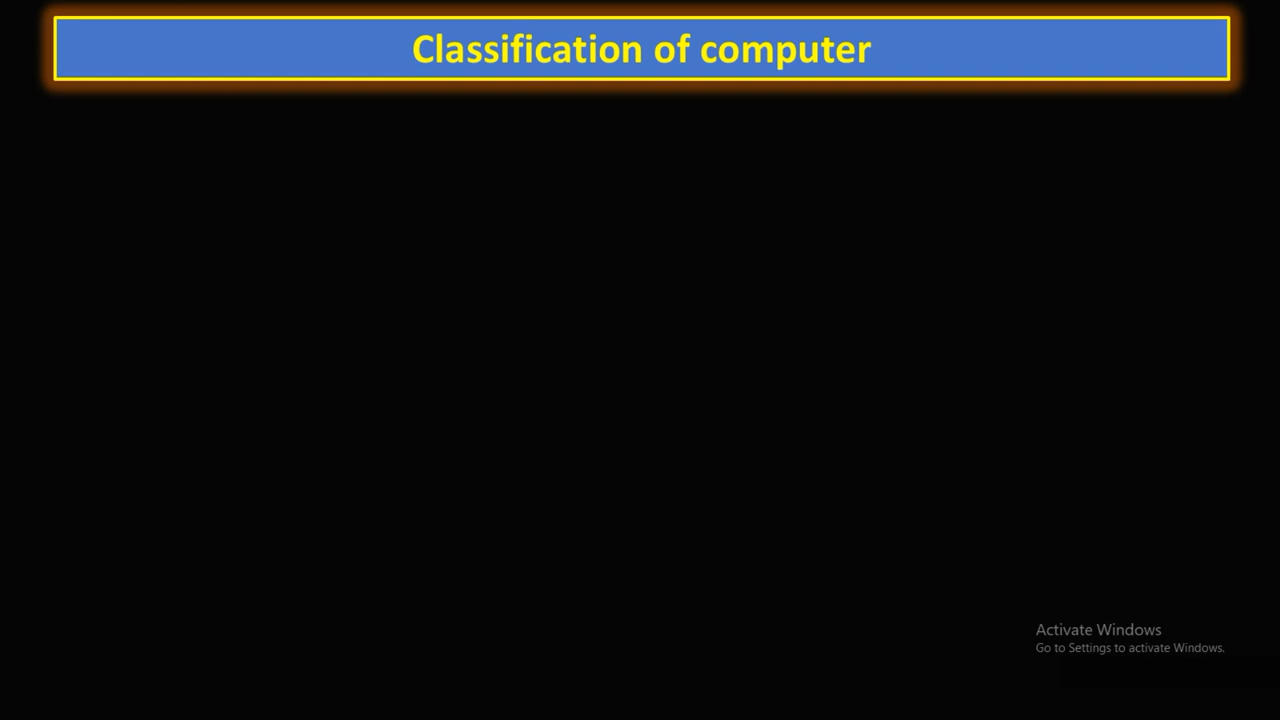 Classification of computer
Activate Windows
Go to Settings to activate Windows.